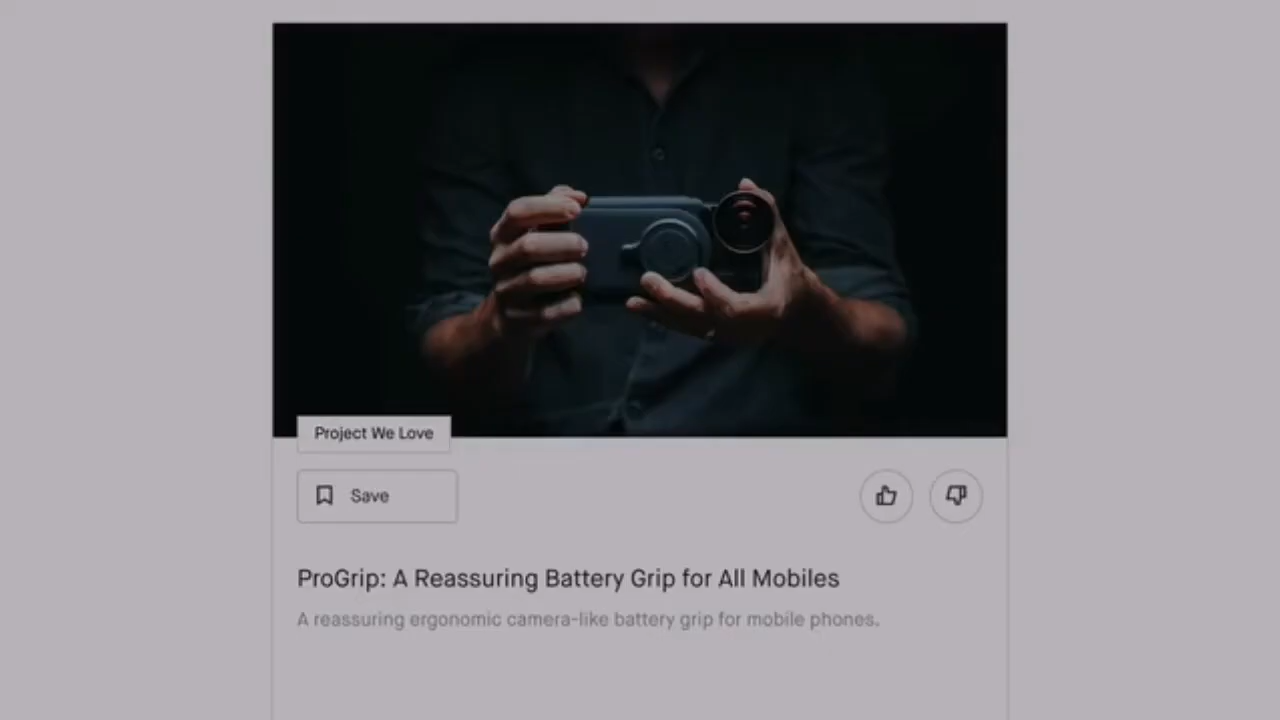 Project We Love
Save
ProGrip: A Reassuring Battery Grip for All Mobiles
A reassuring ergonomic camera-like battery grip for mobile phones.